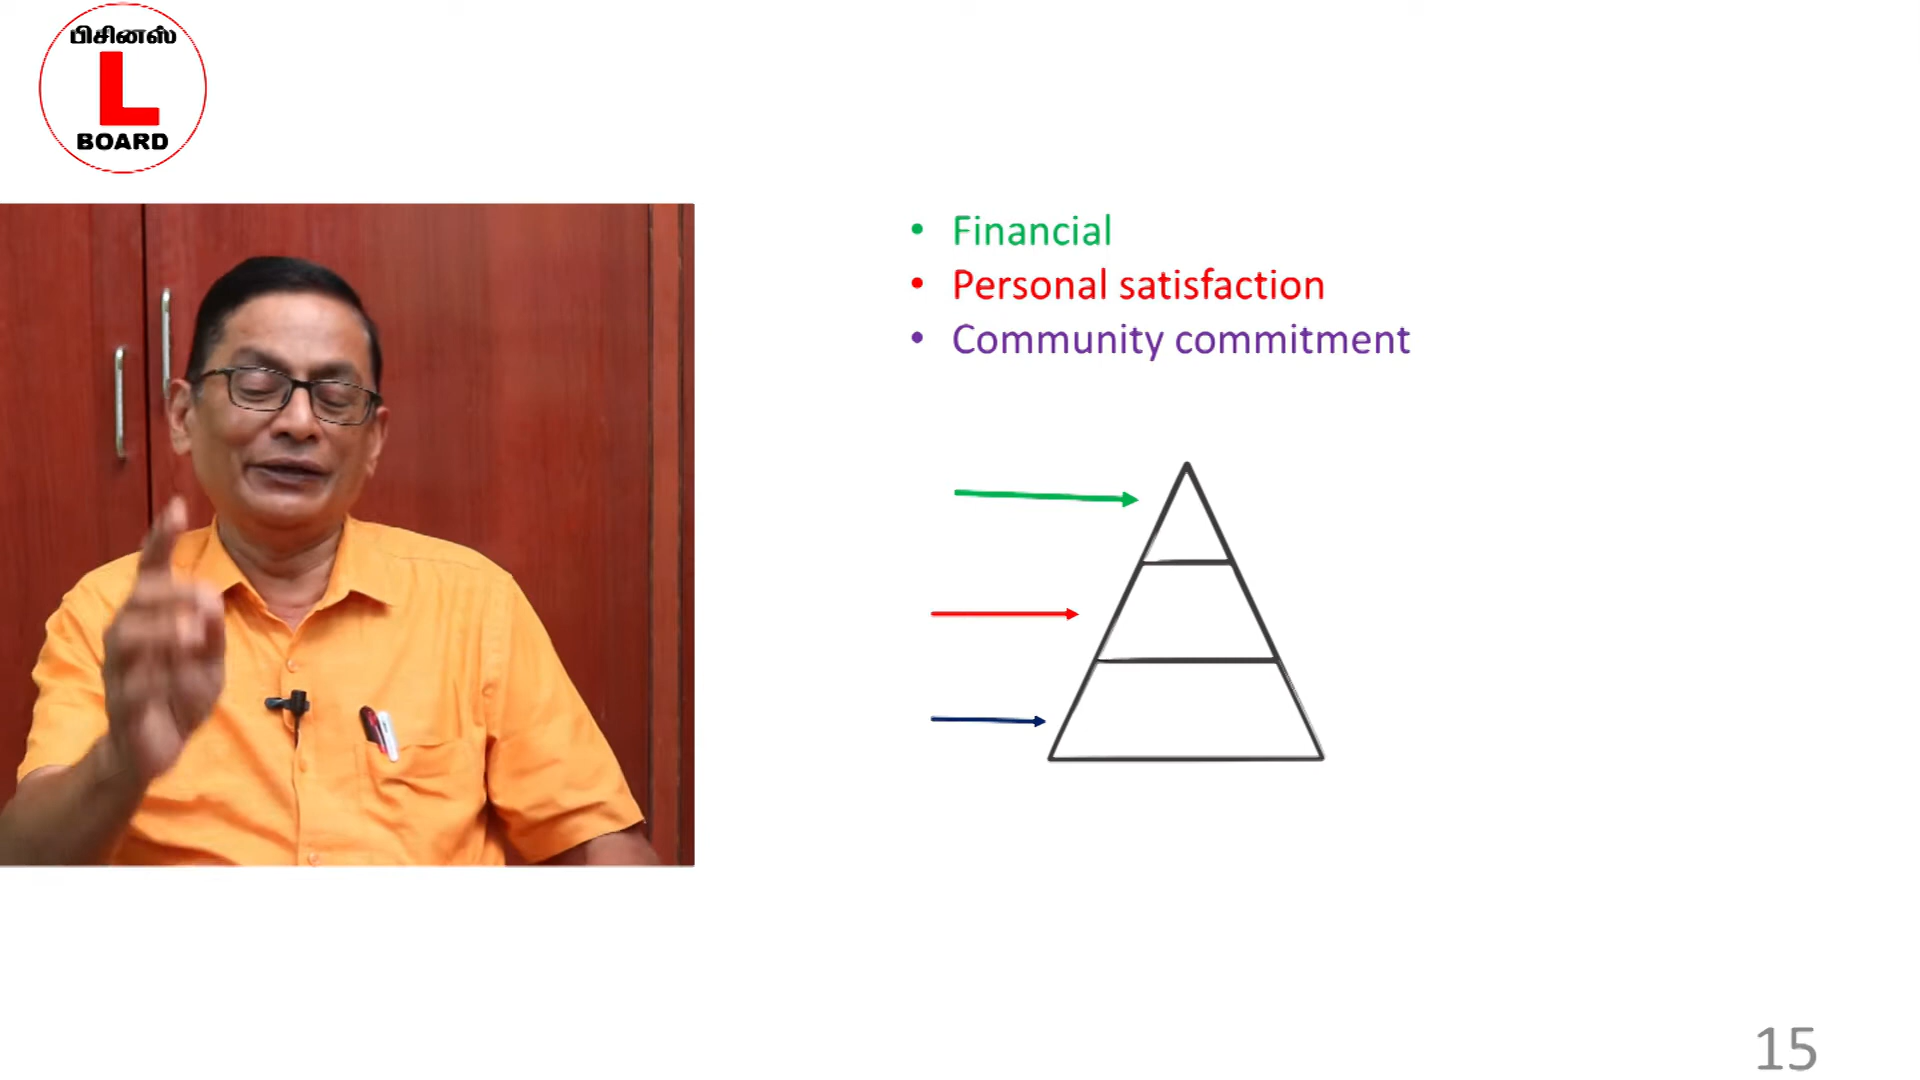 பிசினஸ்
L
BOARD
Financial
Personal satisfaction
Community commitment
15